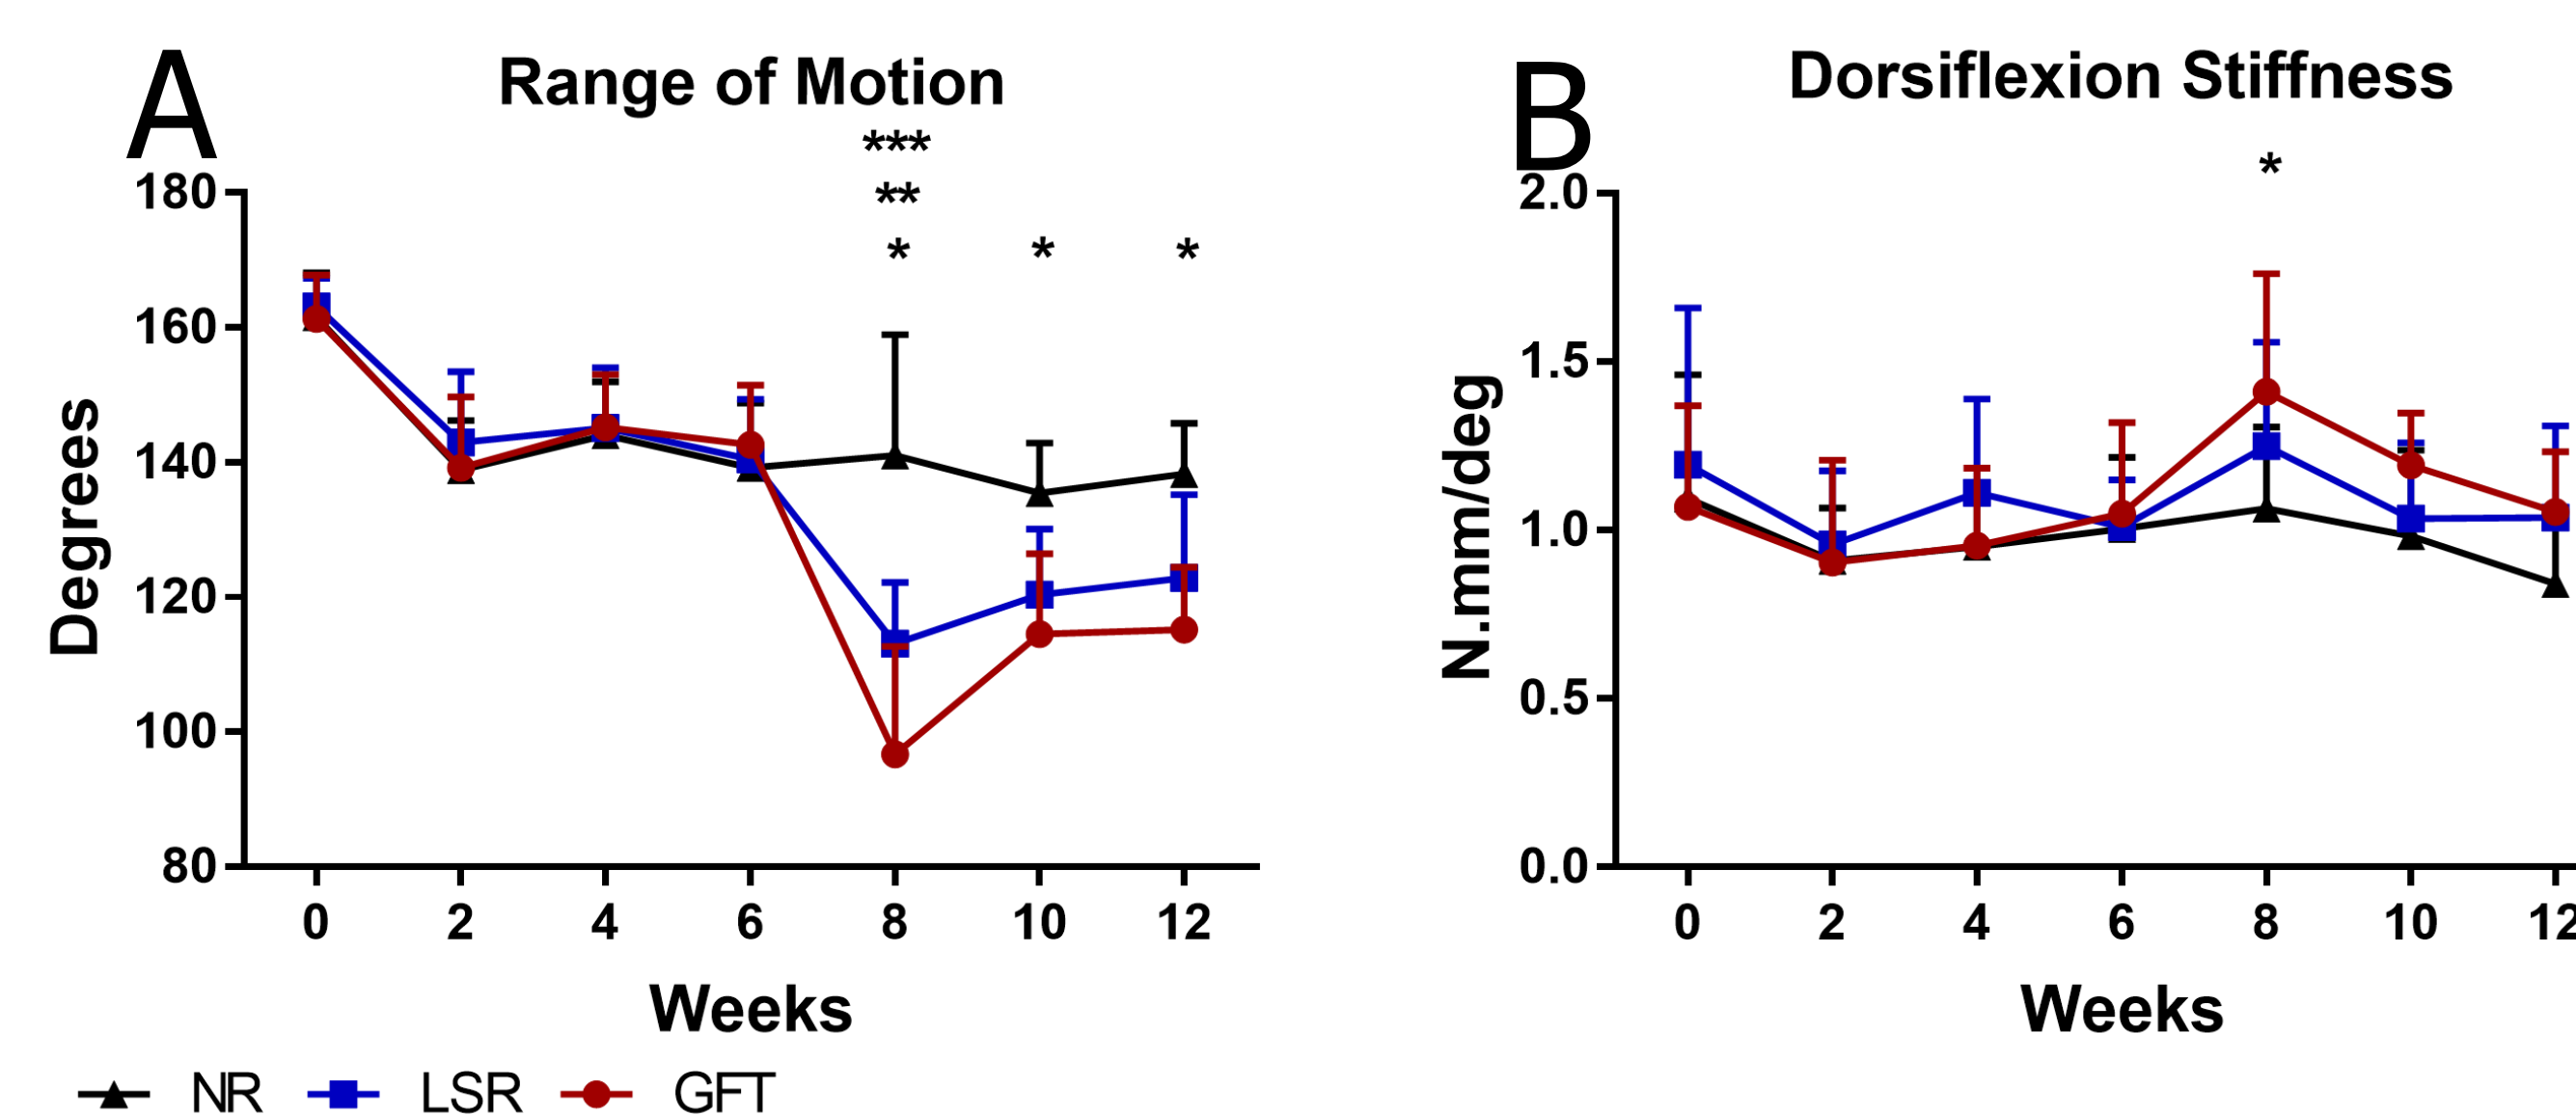 A
Range of Motion
***
**
* * *
180
160
140
120
100
80
Degrees
0 2 4 6 8 10 12
Weeks
NR LSR GFT
B
Dorsiflexion Stiffness
*
2.0
1.5
1.0
0.5
0.0
N.mm/deg
0 2 4 6 8 10 12
Weeks